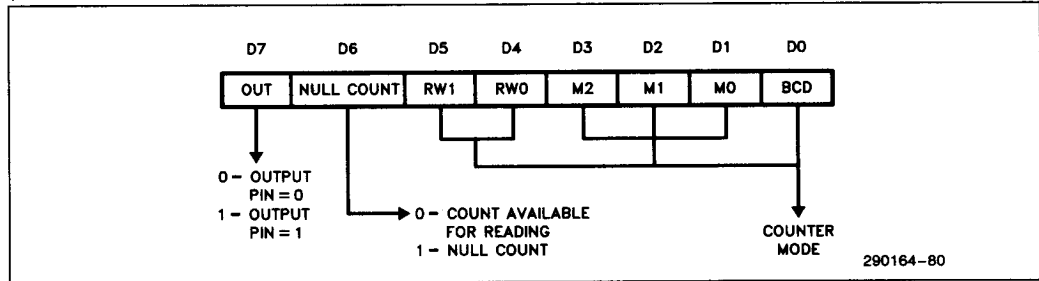 D7 D6 D5 D4 D3 D2 D1 D0
OUT NULL COUNT RW1 RW0 M2 M1 M0 BCD
0 – OUTPUT
PIN = 0
1 – OUTPUT
PIN = 1
0 – COUNT AVAILABLE
FOR READING
1 – NULL COUNT
COUNTER
MODE
290164–80